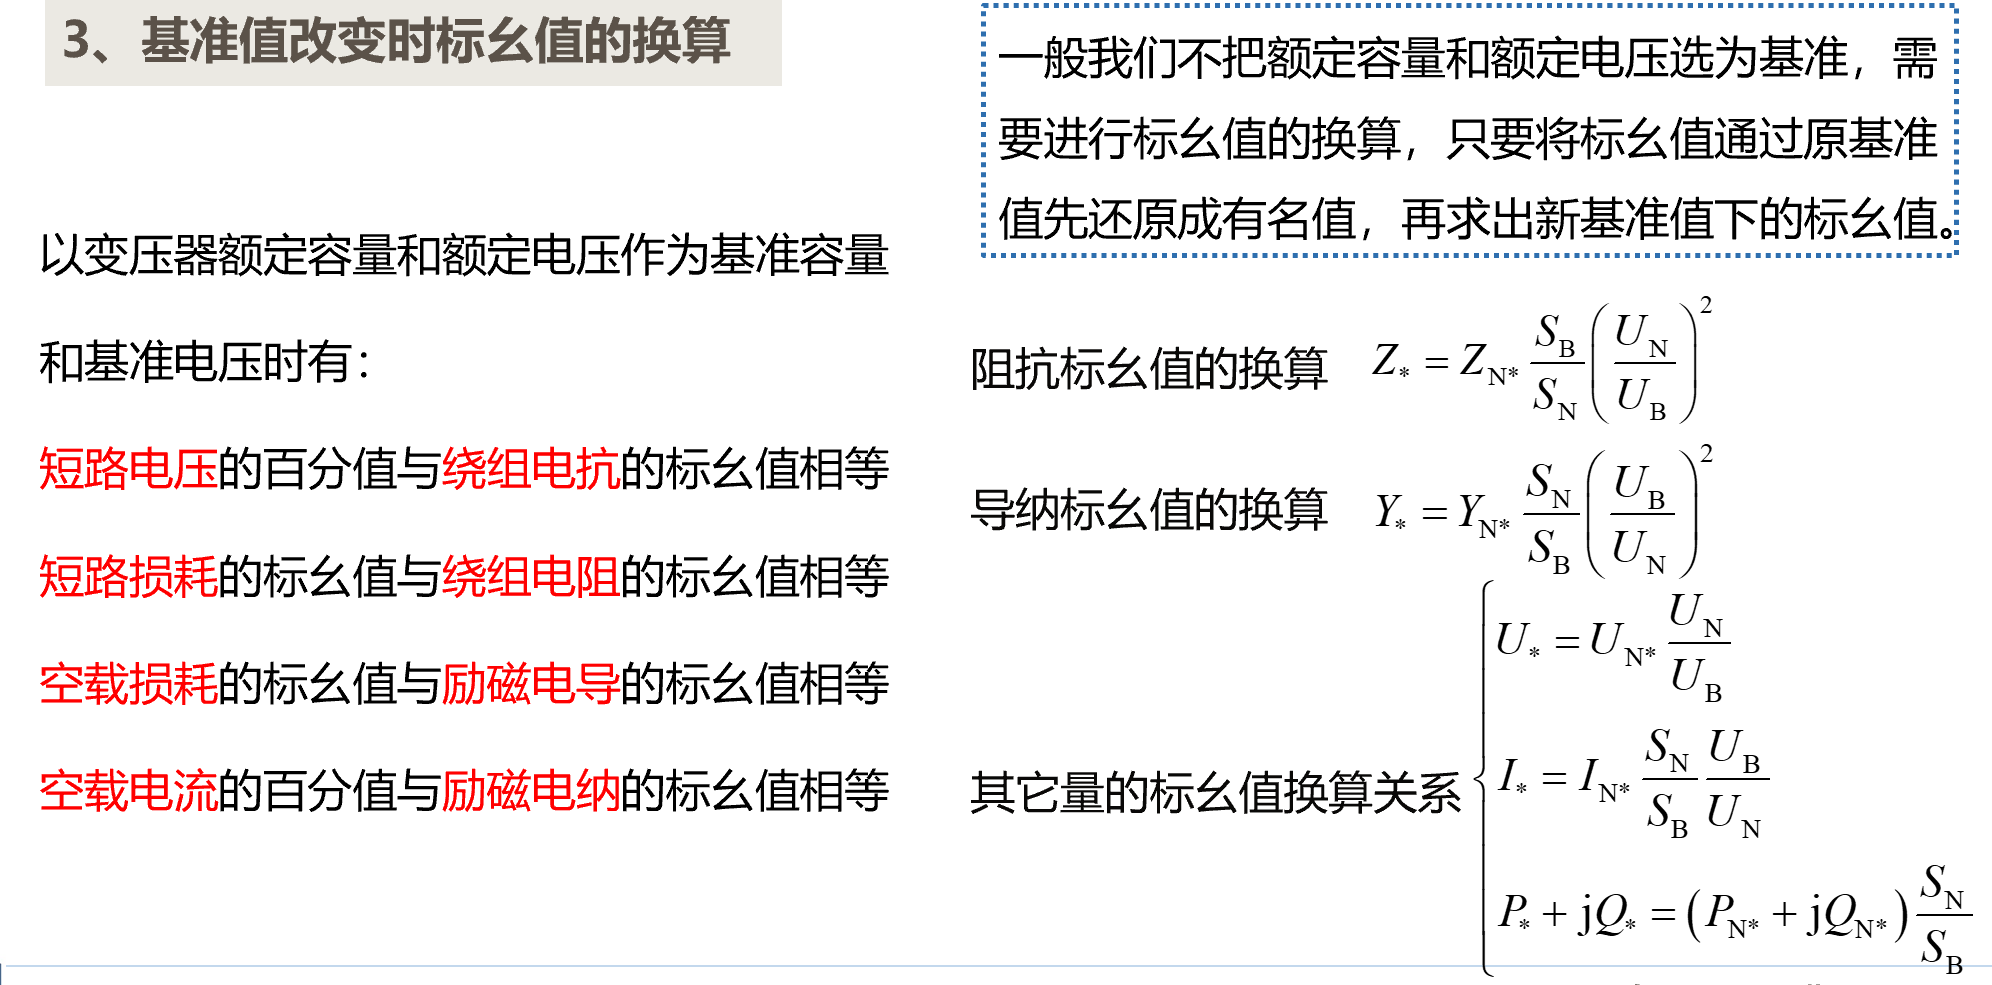 3、基准值改变时标幺值的换算
以变压器额定容量和额定电压作为基准容量
和基准电压时有：
短路电压的百分值与绕组电抗的标幺值相等
短路损耗的标幺值与绕组电阻的标幺值相等
空载损耗的标幺值与励磁电导的标幺值相等
空载电流的百分值与励磁电纳的标幺值相等
一般我们不把额定容量和额定电压选为基准，需
要进行标幺值的换算，只要将标幺值通过原基准
值先还原成有名值，再求出新基准值下的标幺值。
阻抗标幺值的换算 Z_* = Z_{N*} \frac{S_B}{S_N} \left( \frac{U_N}{U_B} \right)^2
导纳标幺值的换算 Y_* = Y_{N*} \frac{S_N}{S_B} \left( \frac{U_B}{U_N} \right)^2
其它量的标幺值换算关系
U_* = U_{N*} \frac{U_N}{U_B}
I_* = I_{N*} \frac{S_N}{S_B} \frac{U_B}{U_N}
P_* + jQ_* = (P_{N*} + jQ_{N*}) \frac{S_N}{S_B}